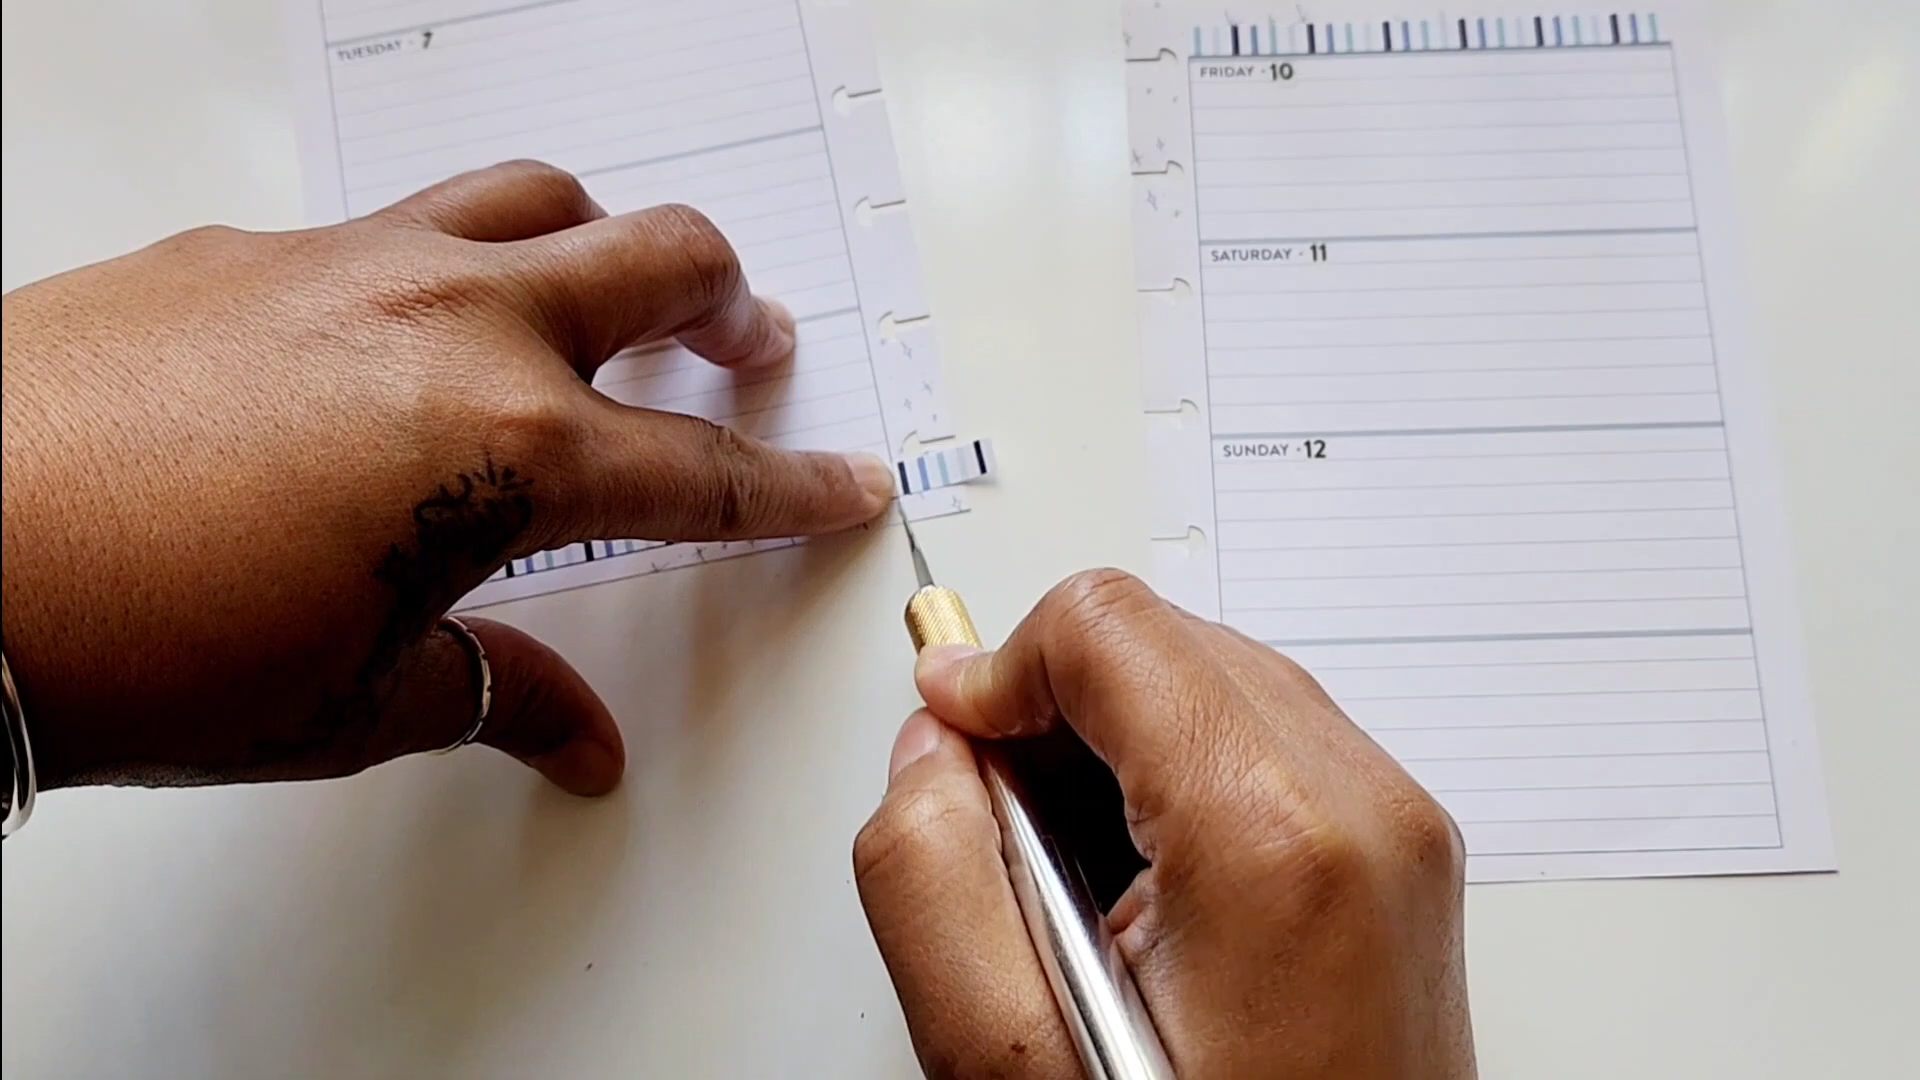 TUESDAY - 7
FRIDAY - 10
SATURDAY - 11
SUNDAY - 12